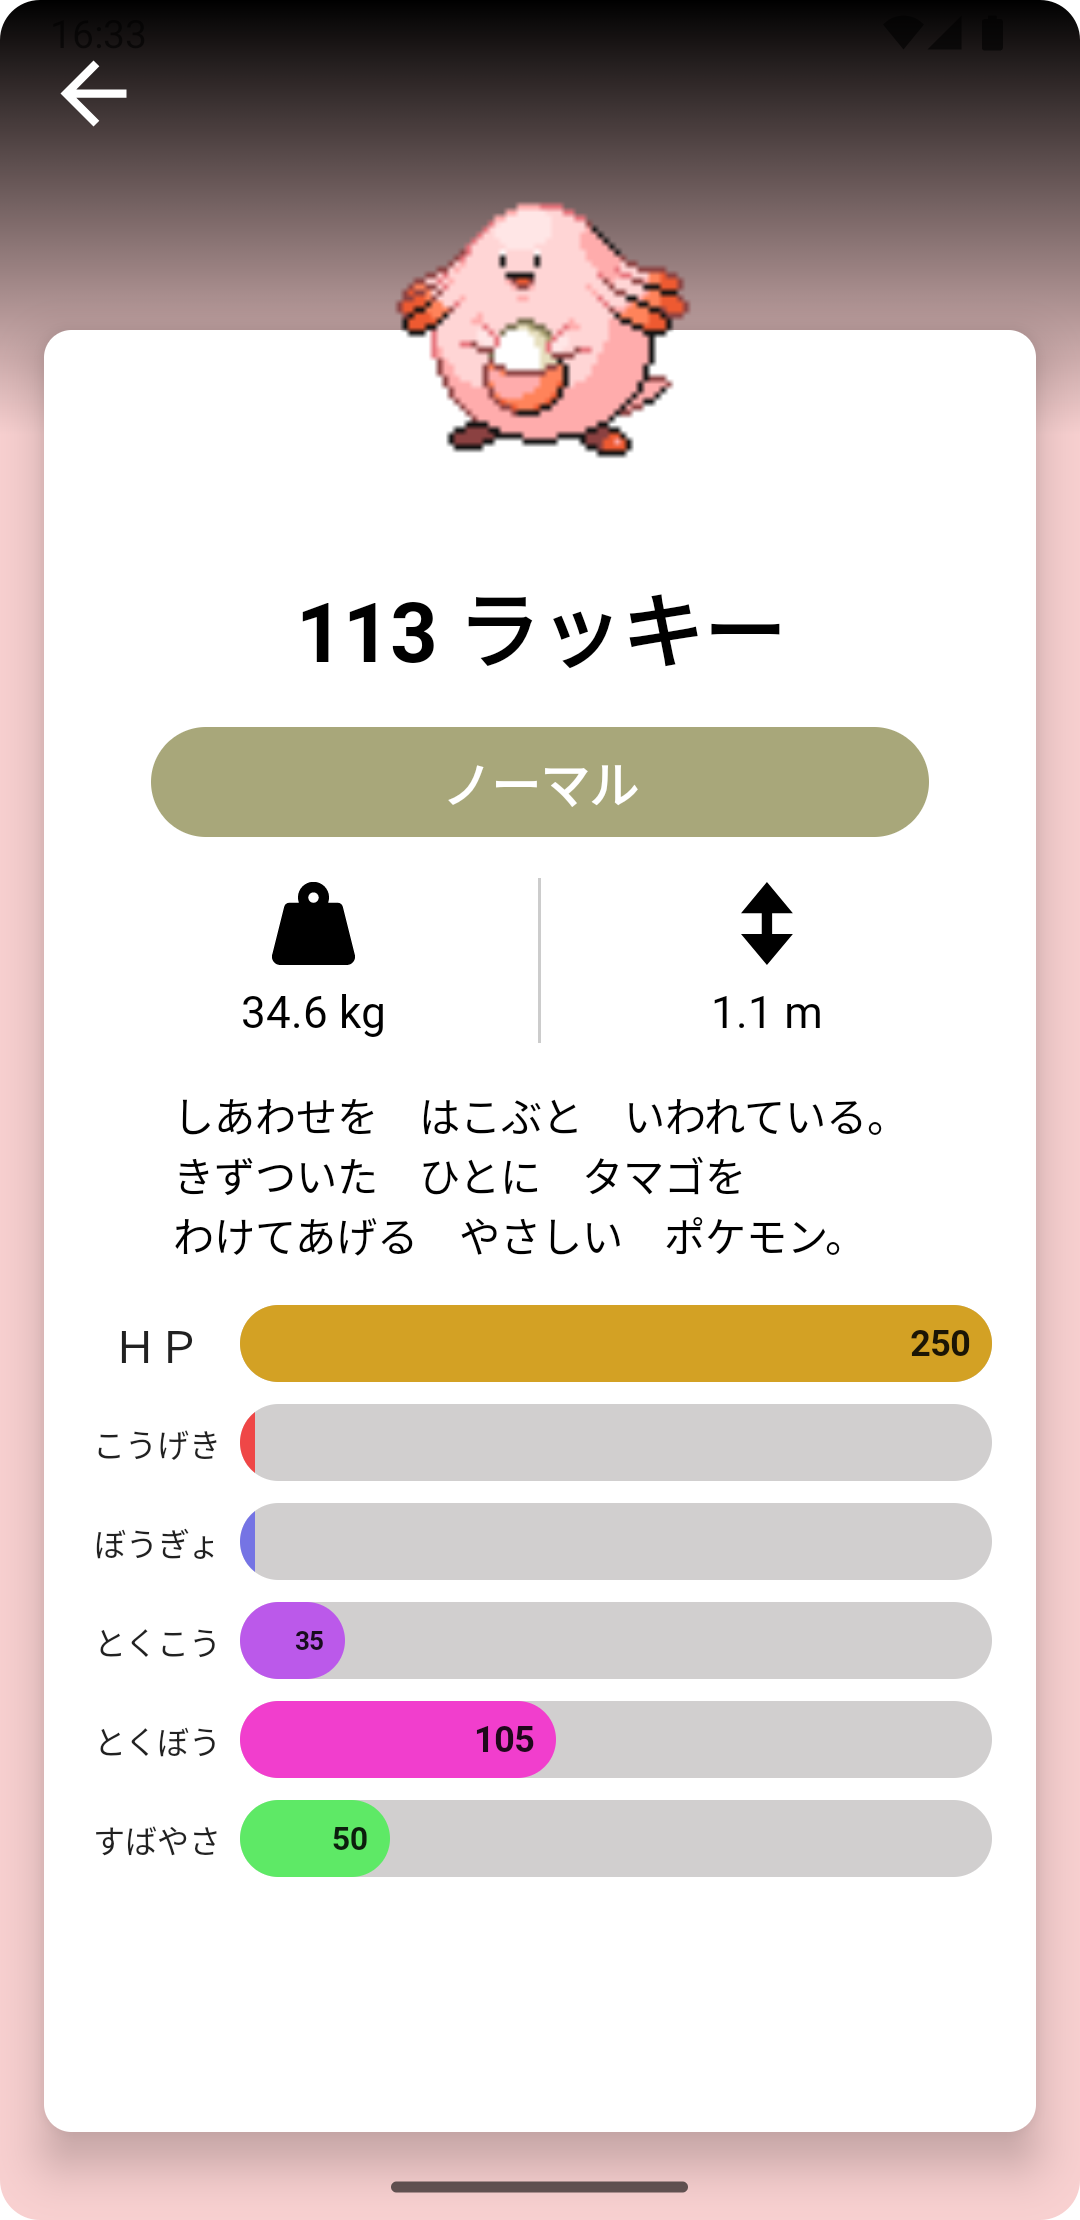 16:33
113 ラッキー
ノーマル
34.6 kg
1.1 m
しあわせを　はこぶと　いわれている。
きずついた　ひとに　タマゴを
わけてあげる　やさしい　ポケモン。
ＨＰ
250
こうげき
ぼうぎょ
とくこう
35
とくぼう
105
すばやさ
50